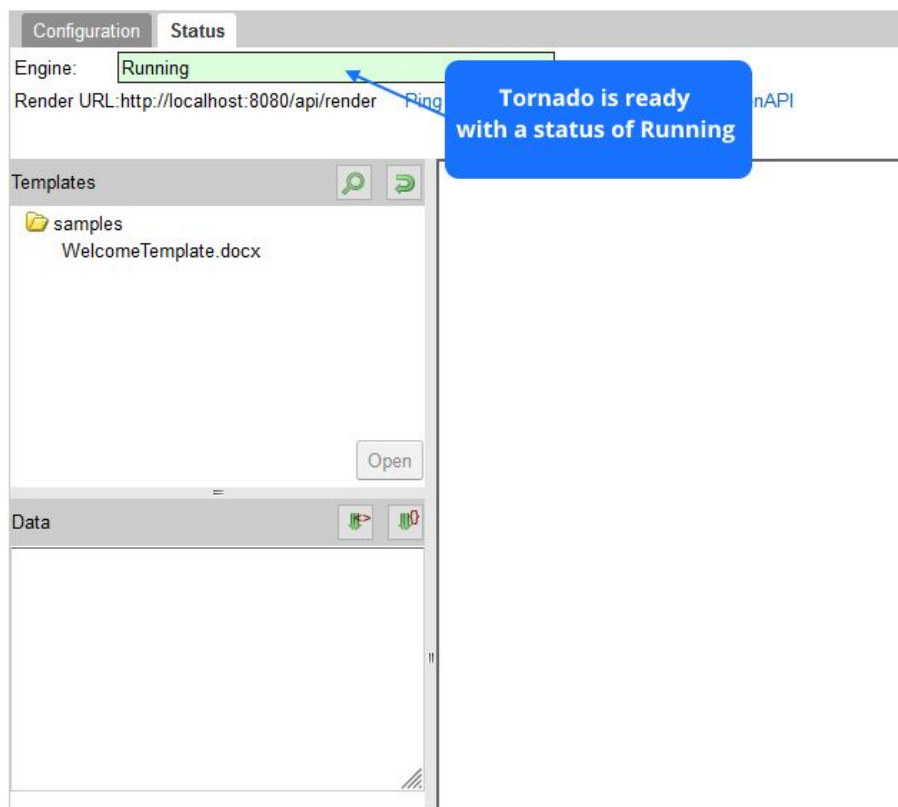 Configuration Status
Engine: Running
Render URL:http://localhost:8080/api/render Ping nAPI
Tornado is ready
with a status of Running
Templates
samples
WelcomeTemplate.docx
Open
Data